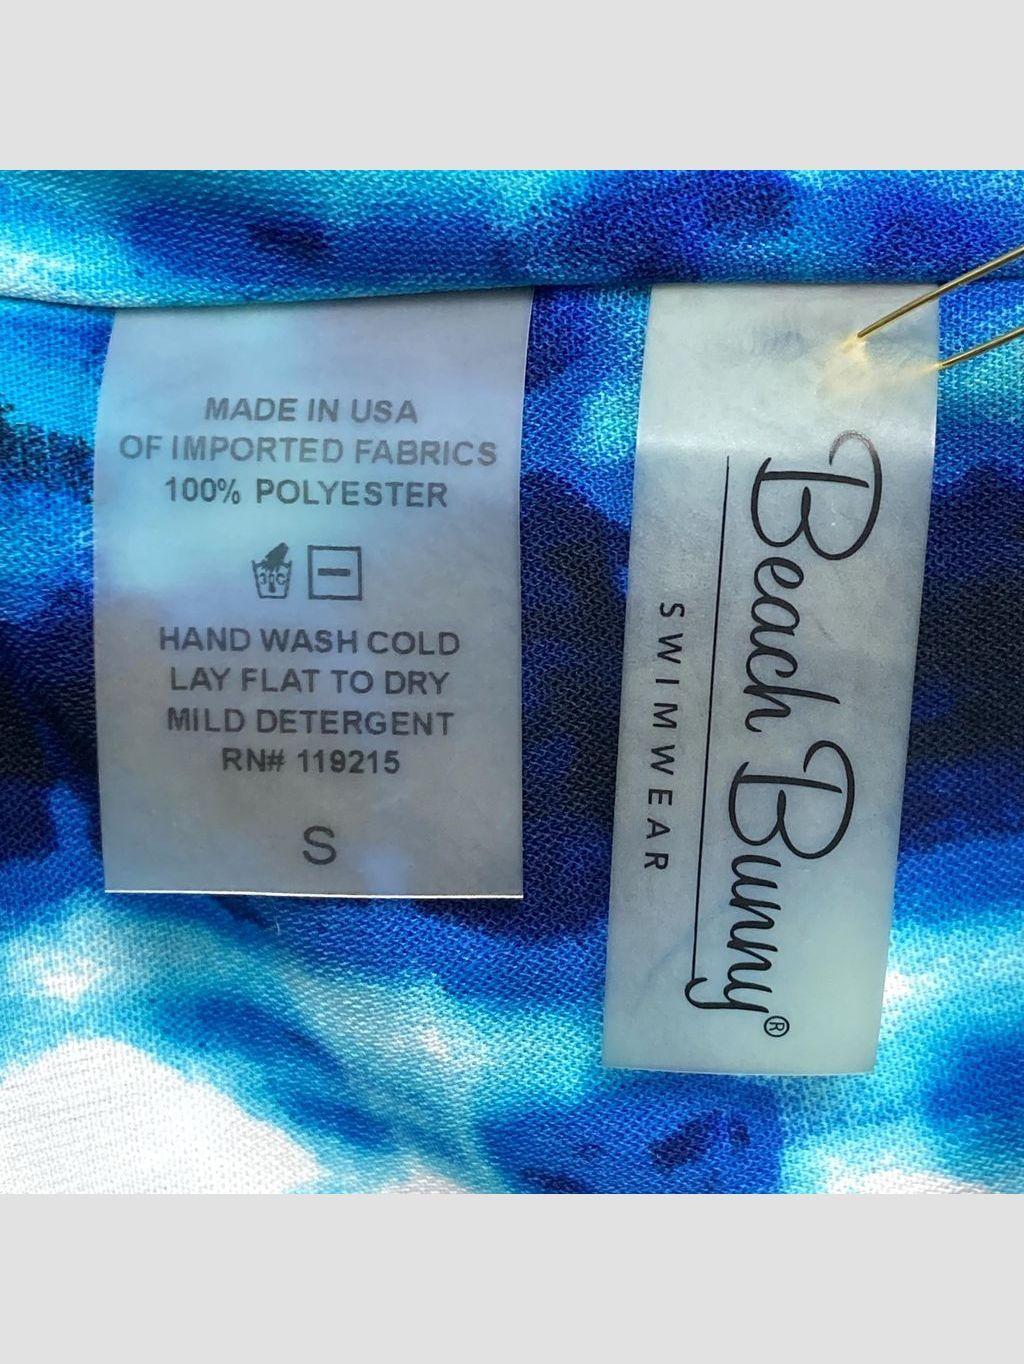 MADE IN USA
OF IMPORTED FABRICS
100% POLYESTER
30C
HAND WASH COLD
LAY FLAT TO DRY
MILD DETERGENT
RN# 119215
S
Beach Bunny®
SWIMWEAR